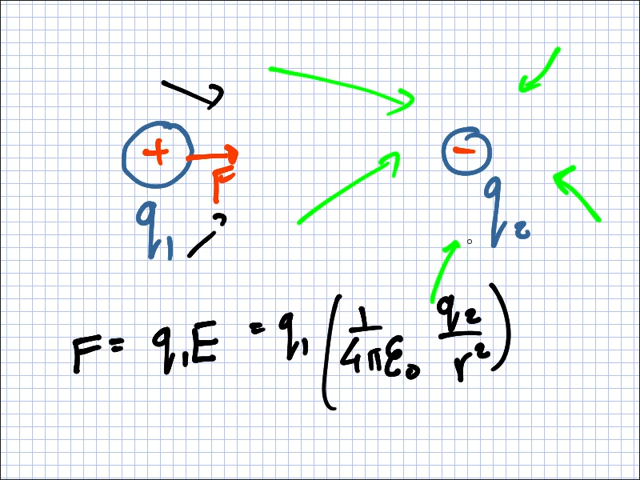 + −
F
q₁ q₂
F = q₁E = q₁ ( 1/4πε₀ q₂/r² )